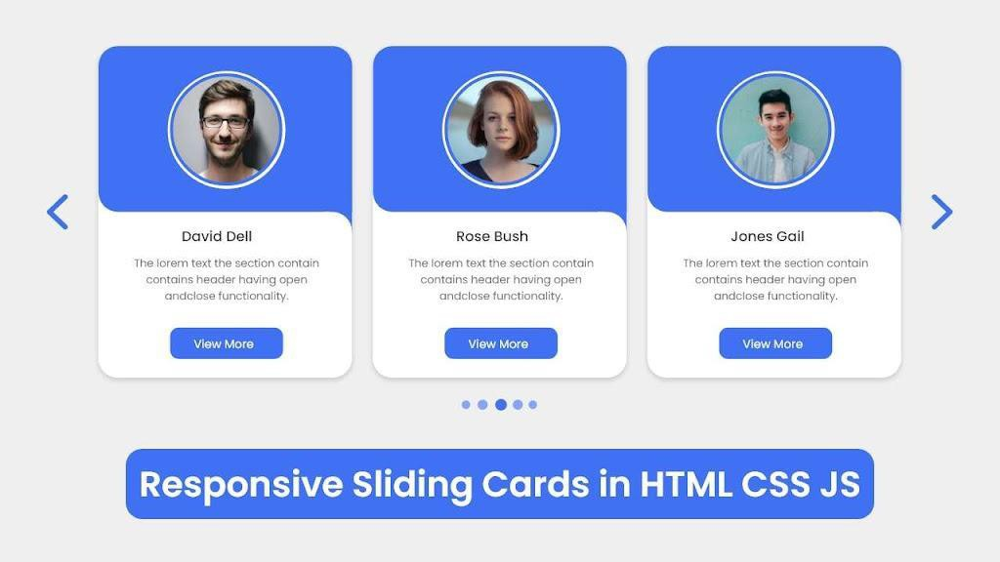 David Dell
The lorem text the section contain
contains header having open
andclose functionality.
View More
Rose Bush
The lorem text the section contain
contains header having open
andclose functionality.
View More
Jones Gail
The lorem text the section contain
contains header having open
andclose functionality.
View More
Responsive Sliding Cards in HTML CSS JS